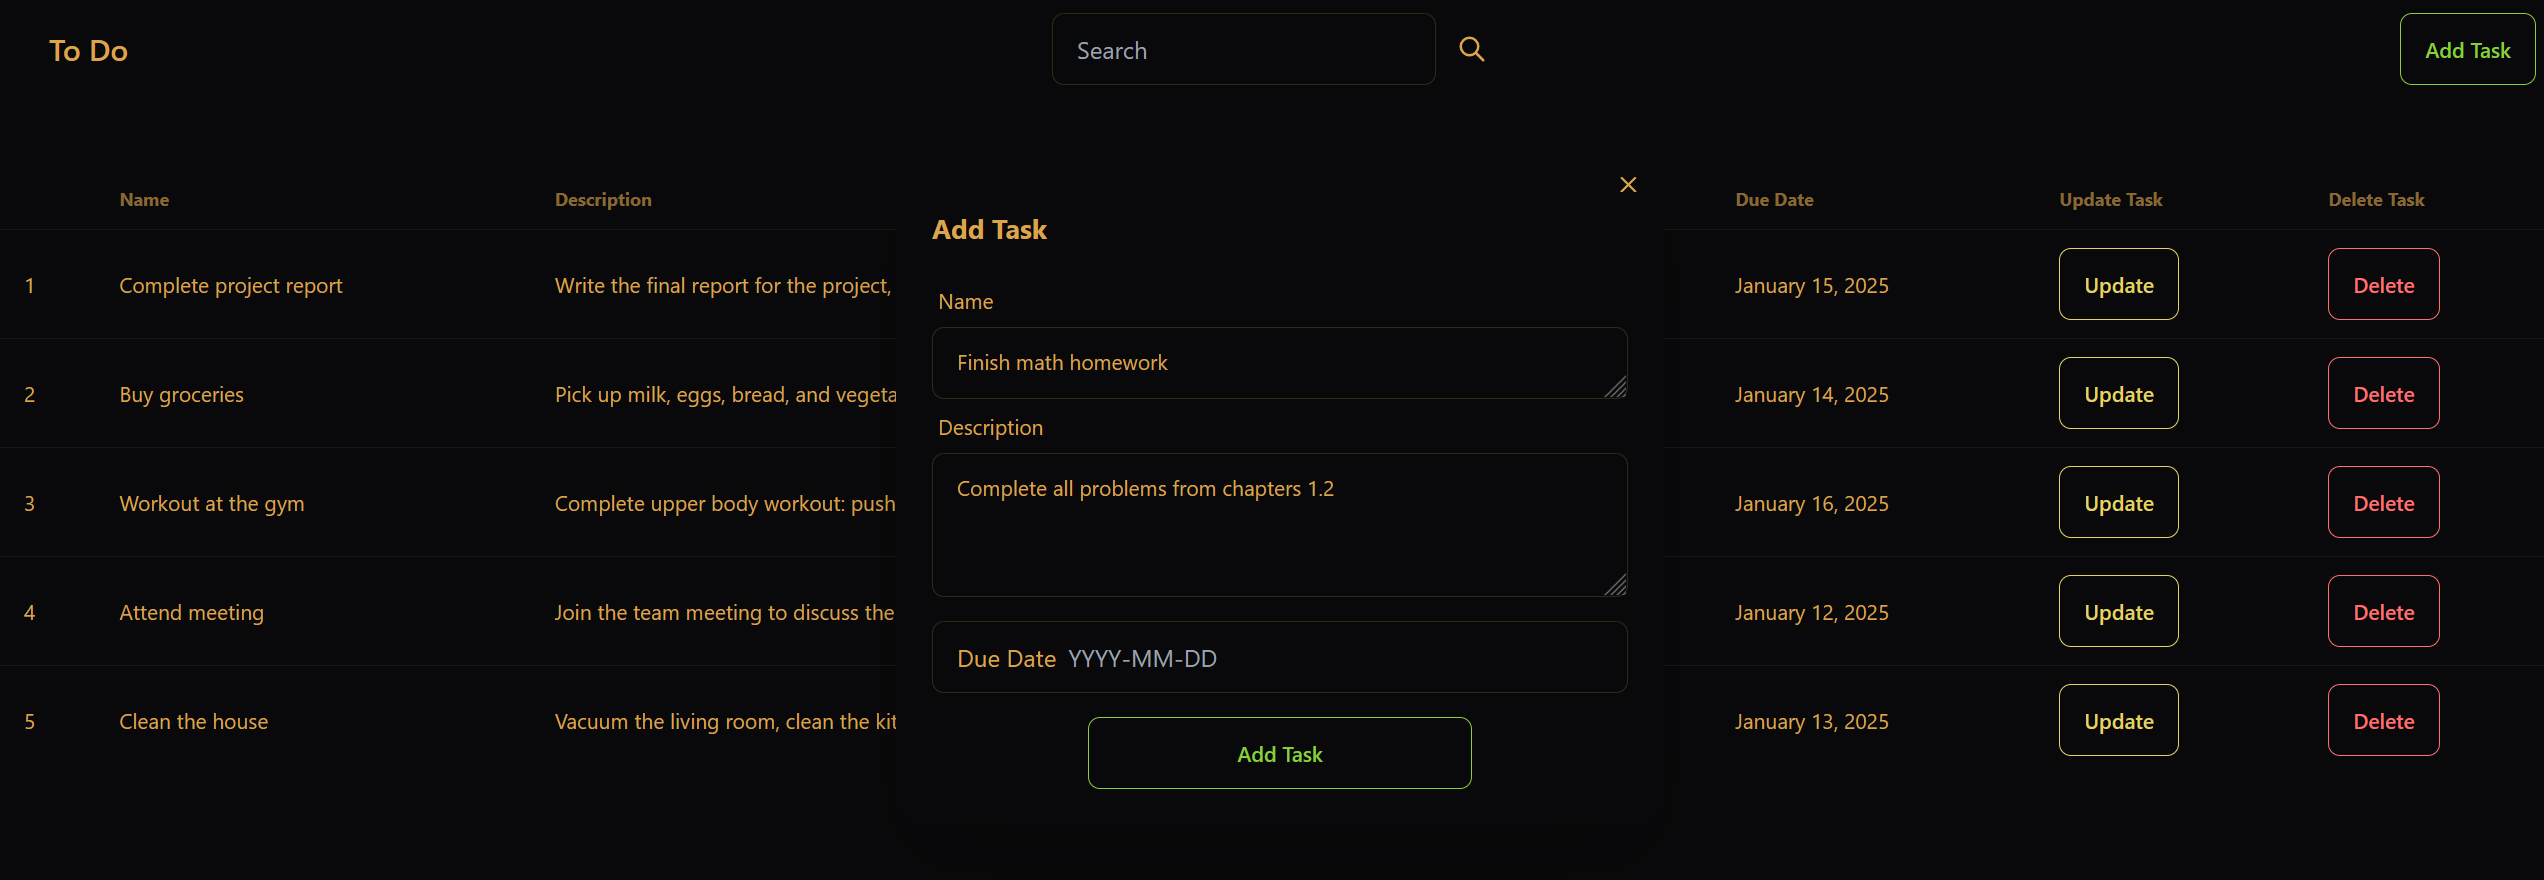 To Do
Search
Add Task
Name Description Due Date Update Task Delete Task
1 Complete project report Write the final report for the project, January 15, 2025 Update Delete
2 Buy groceries Pick up milk, eggs, bread, and vegeta January 14, 2025 Update Delete
3 Workout at the gym Complete upper body workout: push January 16, 2025 Update Delete
4 Attend meeting Join the team meeting to discuss the January 12, 2025 Update Delete
5 Clean the house Vacuum the living room, clean the kit January 13, 2025 Update Delete
Add Task
Name
Finish math homework
Description
Complete all problems from chapters 1.2
Due Date YYYY-MM-DD
Add Task